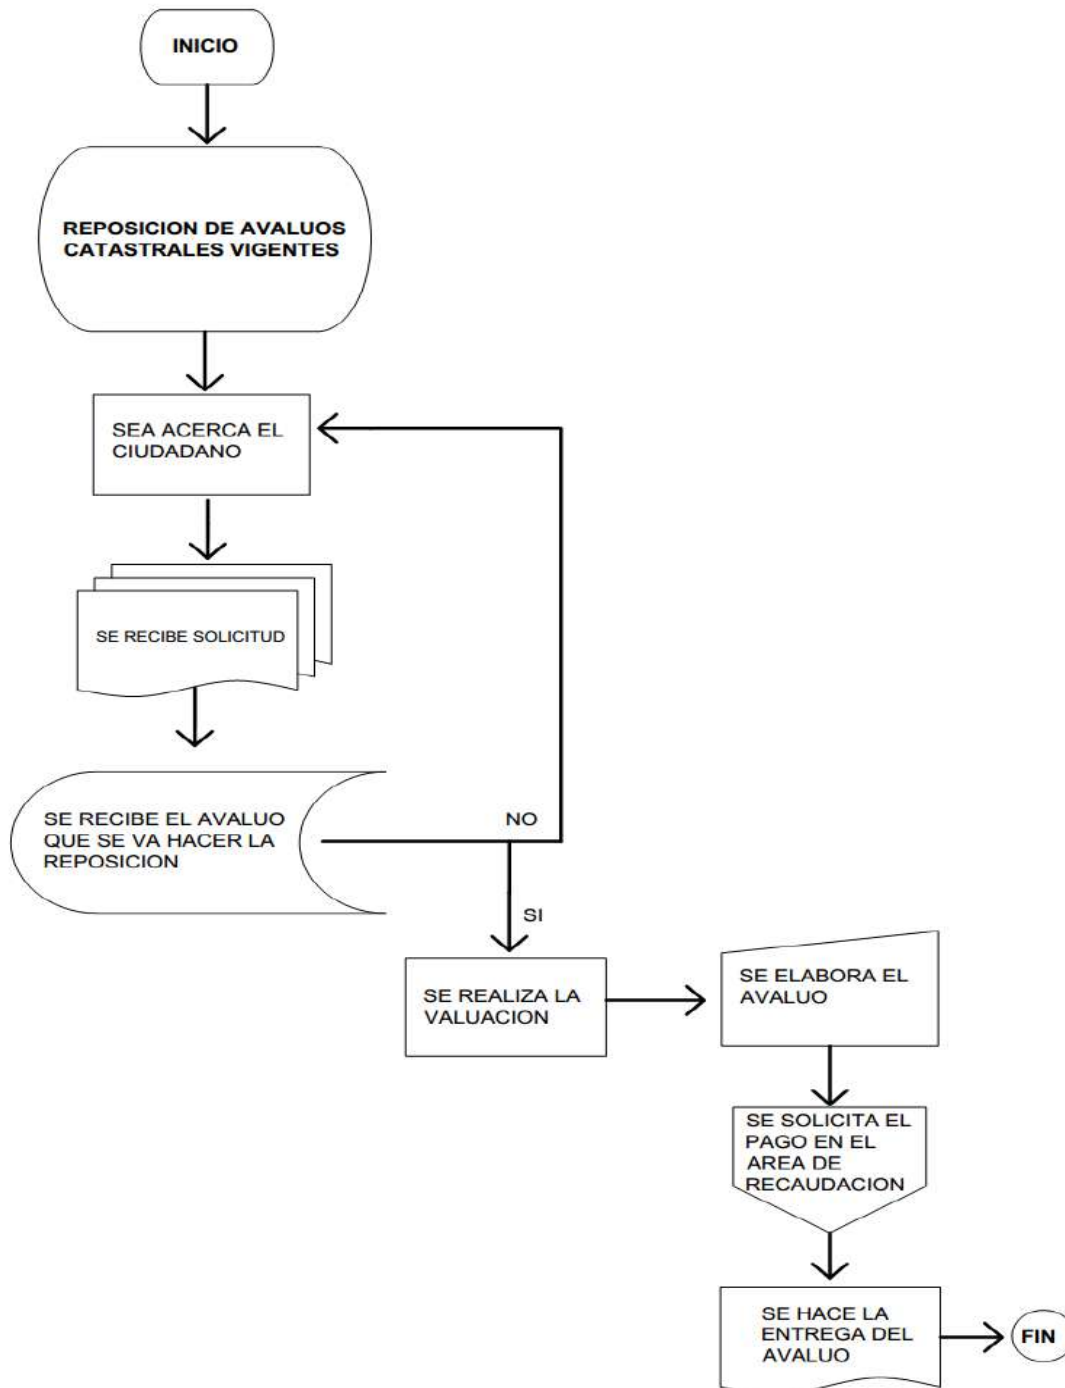 INICIO
REPOSICION DE AVALUOS
CATASTRALES VIGENTES
SEA ACERCA EL
CIUDADANO
SE RECIBE SOLICITUD
SE RECIBE EL AVALUO
QUE SE VA HACER LA
REPOSICION
NO
SI
SE REALIZA LA
VALUACION
SE ELABORA EL
AVALUO
SE SOLICITA EL
PAGO EN EL
AREA DE
RECAUDACION
SE HACE LA
ENTREGA DEL
AVALUO
FIN